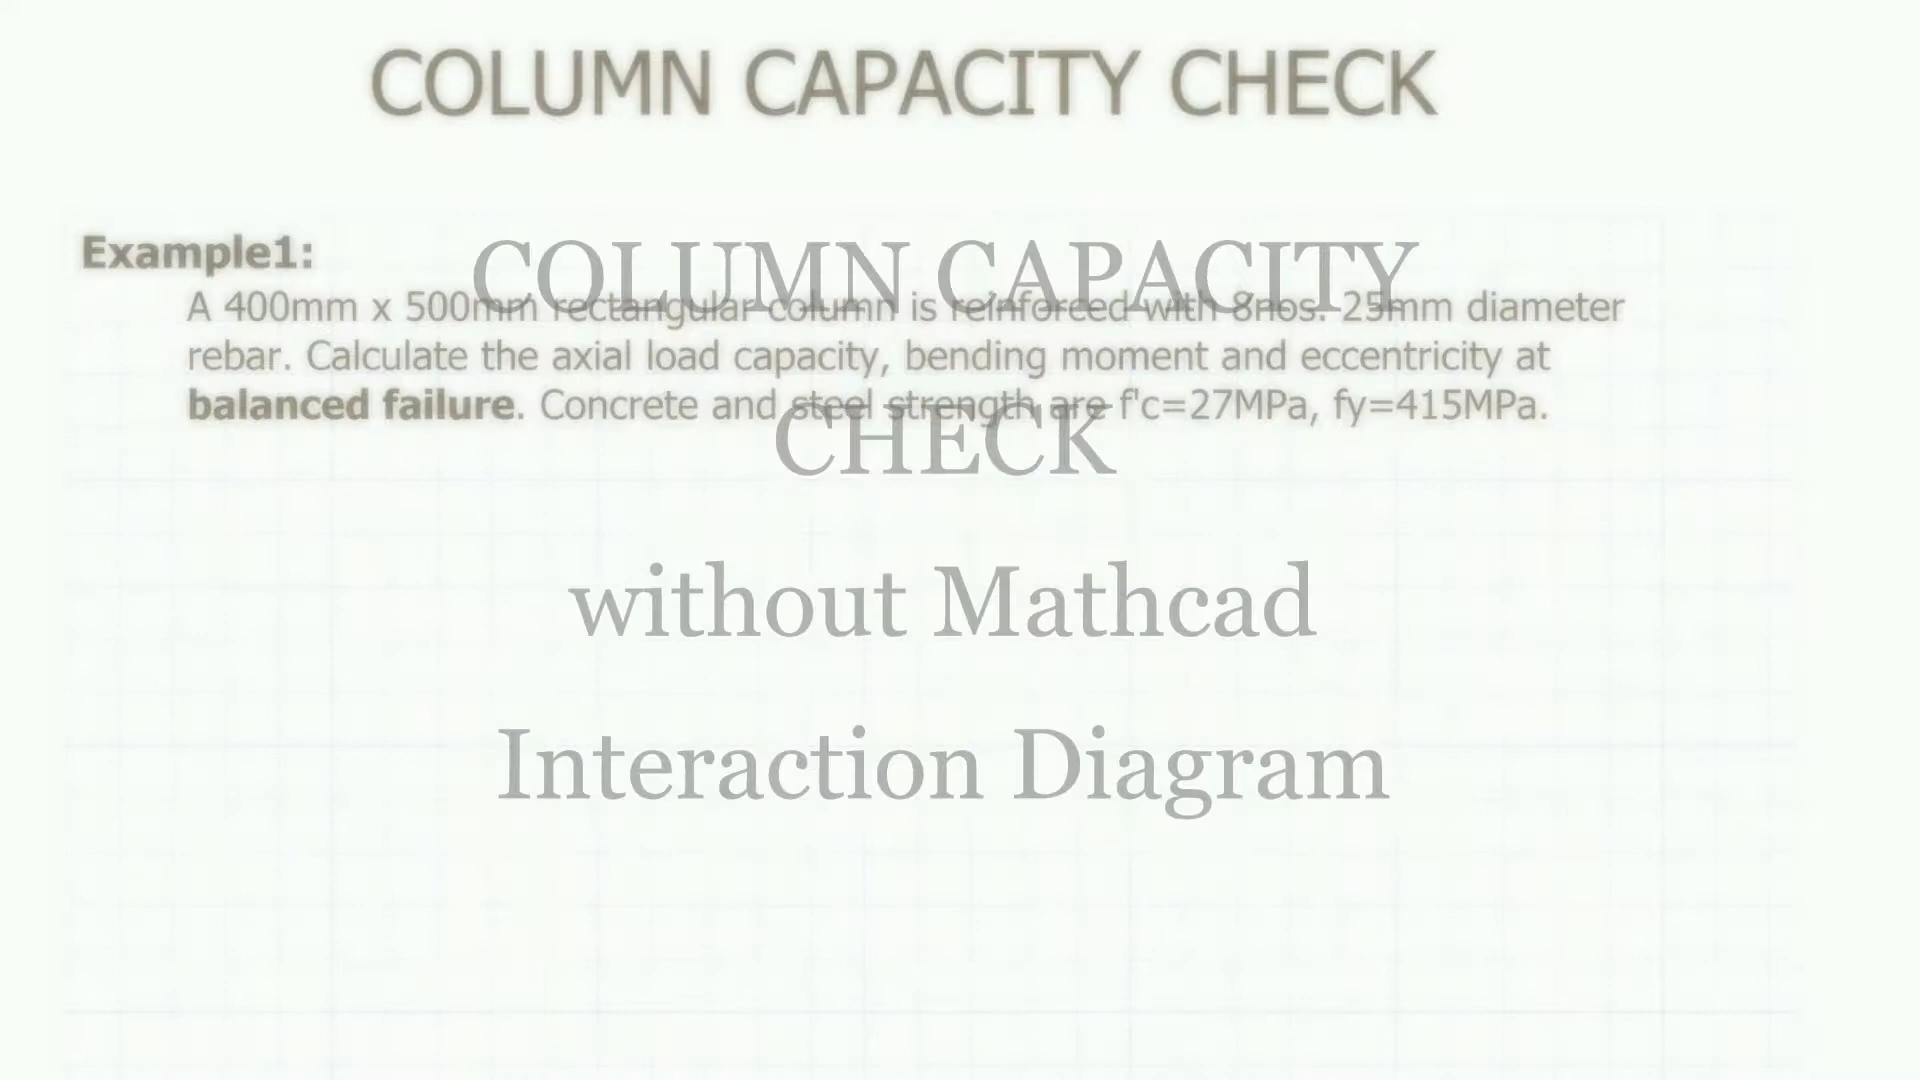 COLUMN CAPACITY CHECK
Example1:
A 400mm x 500mm rectangular column is reinforced with 8nos. 25mm diameter
rebar. Calculate the axial load capacity, bending moment and eccentricity at
balanced failure. Concrete and steel strength are f'c=27MPa, fy=415MPa.
COLUMN CAPACITY
CHECK
without Mathcad
Interaction Diagram